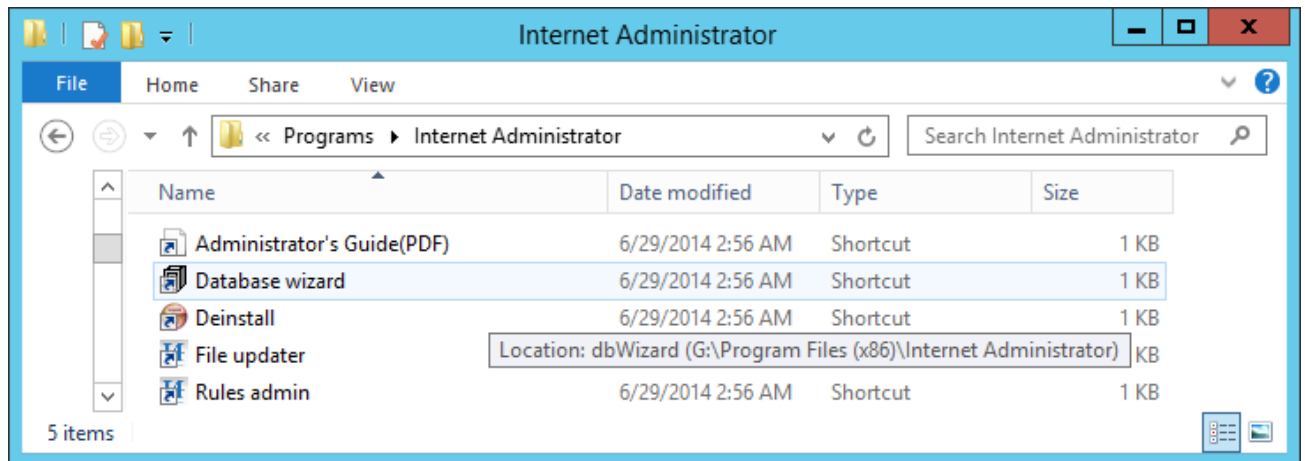 Internet Administrator
File Home Share View
« Programs Internet Administrator Search Internet Administrator
Name Date modified Type Size
Administrator's Guide(PDF) 6/29/2014 2:56 AM Shortcut 1 KB
Database wizard 6/29/2014 2:56 AM Shortcut 1 KB
Deinstall 6/29/2014 2:56 AM Shortcut 1 KB
File updater Location: dbWizard (G:\Program Files (x86)\Internet Administrator) KB
Rules admin 6/29/2014 2:56 AM Shortcut 1 KB
5 items